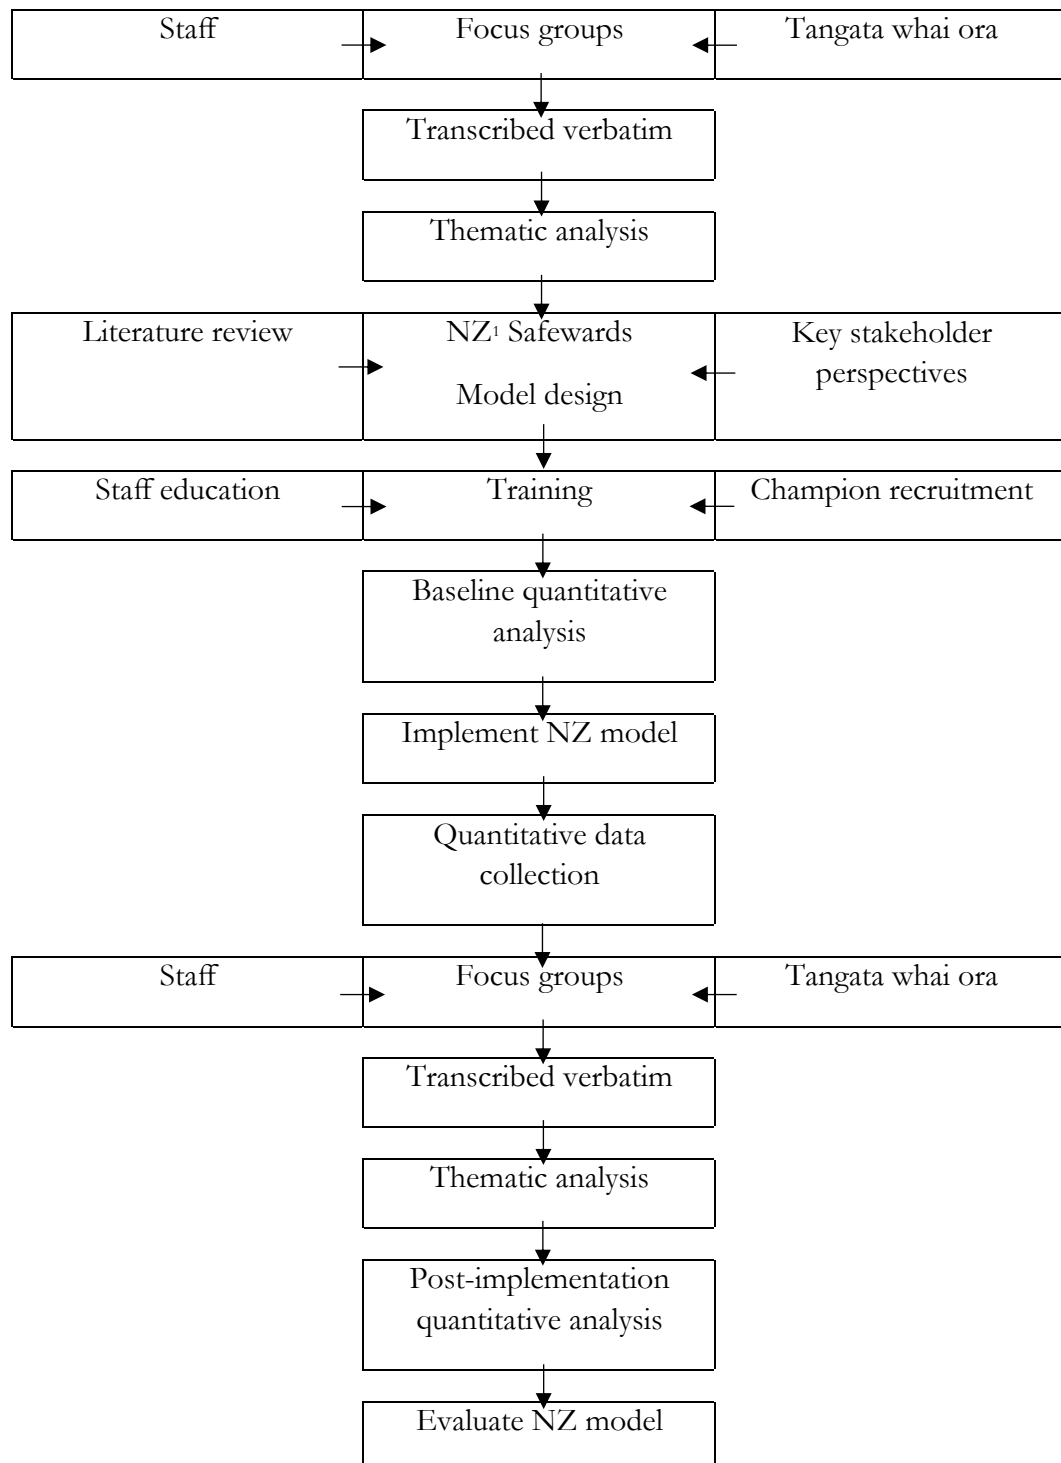 Staff
Focus groups
Tangata whai ora
Transcribed verbatim
Thematic analysis
Literature review
NZ¹ Safewards
Model design
Key stakeholder
perspectives
Staff education
Training
Champion recruitment
Baseline quantitative
analysis
Implement NZ model
Quantitative data
collection
Staff
Focus groups
Tangata whai ora
Transcribed verbatim
Thematic analysis
Post-implementation
quantitative analysis
Evaluate NZ model